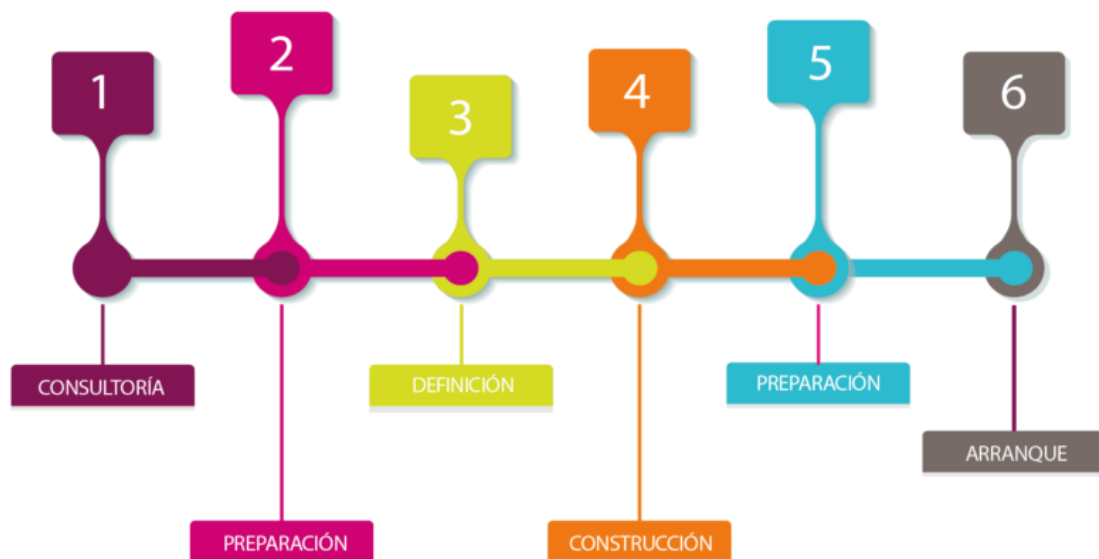 1
2
3
4
5
6
CONSULTORÍA
PREPARACIÓN
DEFINICIÓN
CONSTRUCCIÓN
PREPARACIÓN
ARRANQUE